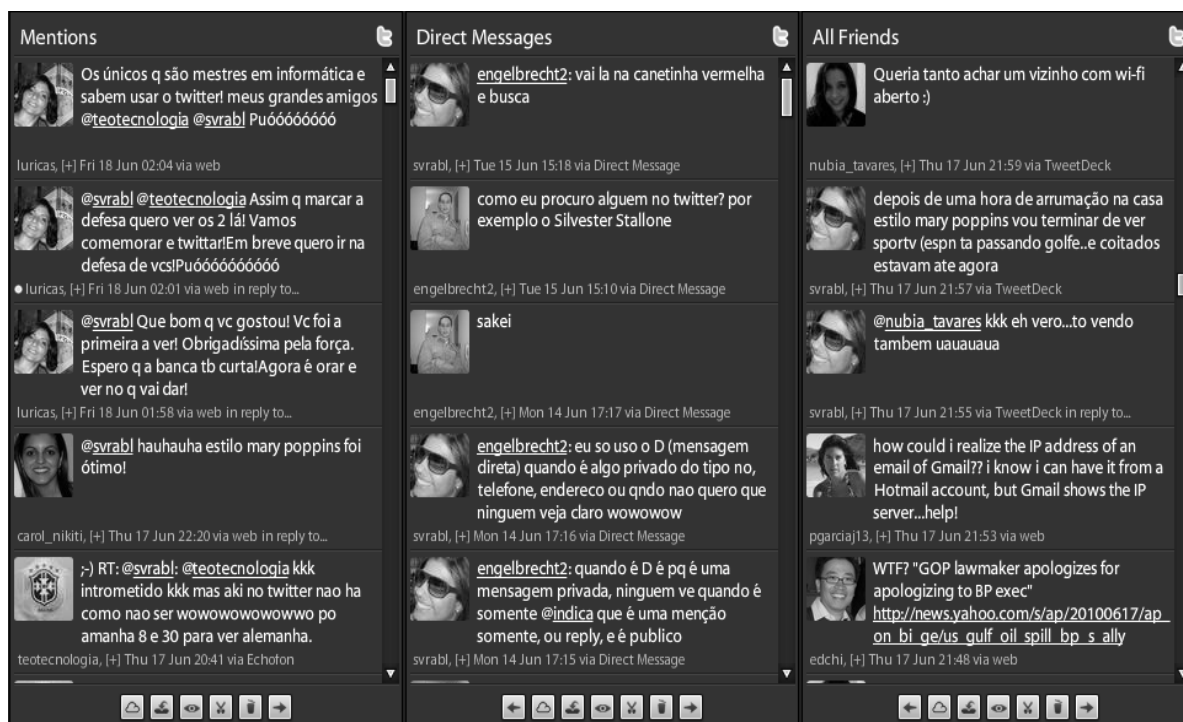 Mentions
Os únicos q são mestres em informática e
sabem usar o twitter! meus grandes amigos
@teotecnologia @svrabl Puóóóóóóóó
luricas, [+] Fri 18 Jun 02:04 via web
@svrabl @teotecnologia Assim q marcar a
defesa quero ver os 2 lá! Vamos
comemorar e twittar!Em breve quero ir na
defesa de vcs!Puóóóóóóóóóó
luricas, [+] Fri 18 Jun 02:01 via web in reply to...
@svrabl Que bom q vc gostou! Vc foi a
primeira a ver! Obrigadíssima pela força.
Espero q a banca tb curta!Agora é orar e
ver no q vai dar!
luricas, [+] Fri 18 Jun 01:58 via web in reply to...
@svrabl hauhauha estilo mary poppins foi
ótimo!
carol_nikiti, [+] Thu 17 Jun 22:20 via web in reply to...
;-) RT: @svrabl: @teotecnologia kkk
intrometido kkk mas aki no twitter nao ha
como nao ser wowowowowowwo po
amanha 8 e 30 para ver alemanha.
teotecnologia, [+] Thu 17 Jun 20:41 via Echofon
Direct Messages
engelbrecht2: vai la na canetinha vermelha
e busca
svrabl, [+] Tue 15 Jun 15:18 via Direct Message
como eu procuro alguem no twitter? por
exemplo o Silvester Stallone
engelbrecht2, [+] Tue 15 Jun 15:10 via Direct Message
sakei
engelbrecht2, [+] Mon 14 Jun 17:17 via Direct Message
engelbrecht2: eu so uso o D (mensagem
direta) quando é algo privado do tipo no,
telefone, endereco ou qndo nao quero que
ninguem veja claro wowowow
svrabl, [+] Mon 14 Jun 17:16 via Direct Message
engelbrecht2: quando é D é pq é uma
mensagem privada, ninguem ve quando é
somente @indica que é uma menção
somente, ou reply, e é publico
svrabl, [+] Mon 14 Jun 17:15 via Direct Message
All Friends
Queria tanto achar um vizinho com wi-fi
aberto :)
nubia_tavares, [+] Thu 17 Jun 21:59 via TweetDeck
depois de uma hora de arrumação na casa
estilo mary poppins vou terminar de ver
sportv (espn ta passando golfe..e coitados
estavam ate agora
svrabl, [+] Thu 17 Jun 21:57 via TweetDeck
@nubia_tavares kkk eh vero...to vendo
tambem uauauaua
svrabl, [+] Thu 17 Jun 21:55 via TweetDeck in reply to...
how could i realize the IP address of an
email of Gmail?? i know i can have it from a
Hotmail account, but Gmail shows the IP
server...help!
pgarciaj13, [+] Thu 17 Jun 21:53 via web
WTF? "GOP lawmaker apologizes for
apologizing to BP exec"
http://news.yahoo.com/s/ap/20100617/ap_
on_bi_ge/us_gulf_oil_spill_bp_s_ally
edchi, [+] Thu 17 Jun 21:48 via web